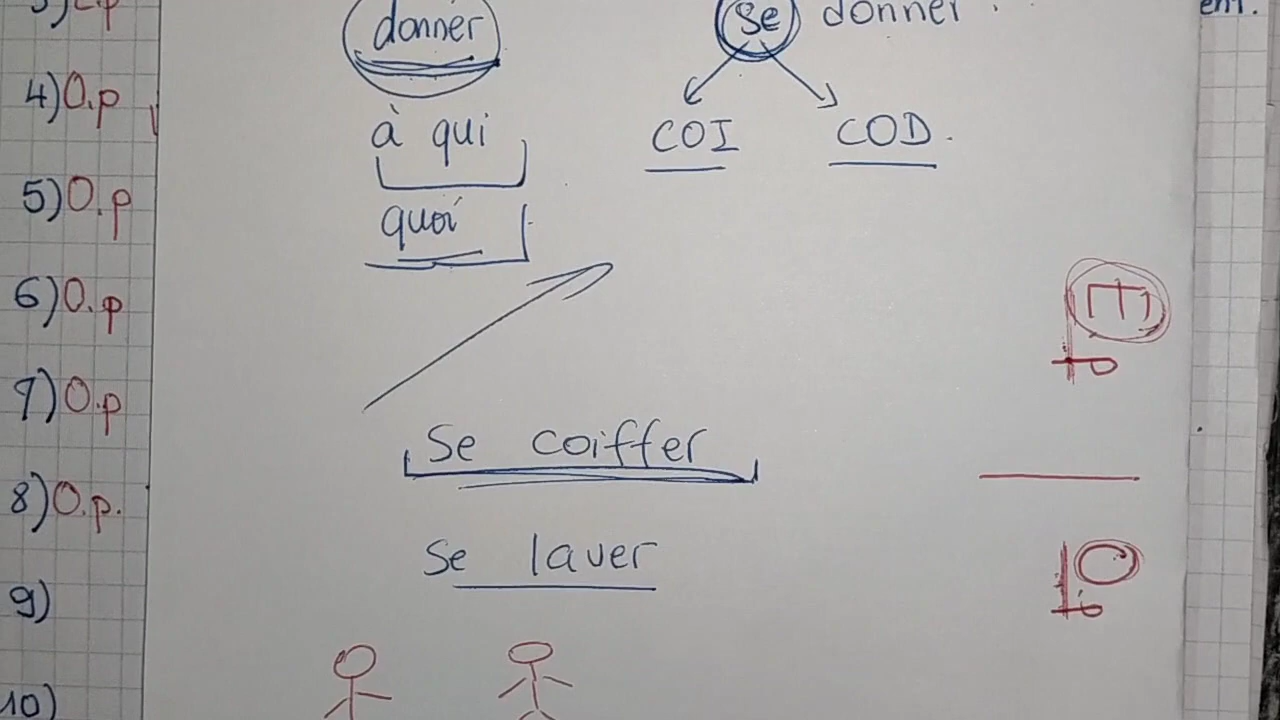 4) O.p
5) O.p
6) O.p
7) O.p
8) O.p.
9)
10)
donner
à qui
quoi
se donner
COI COD.
Se coiffer
Se laver
E
O